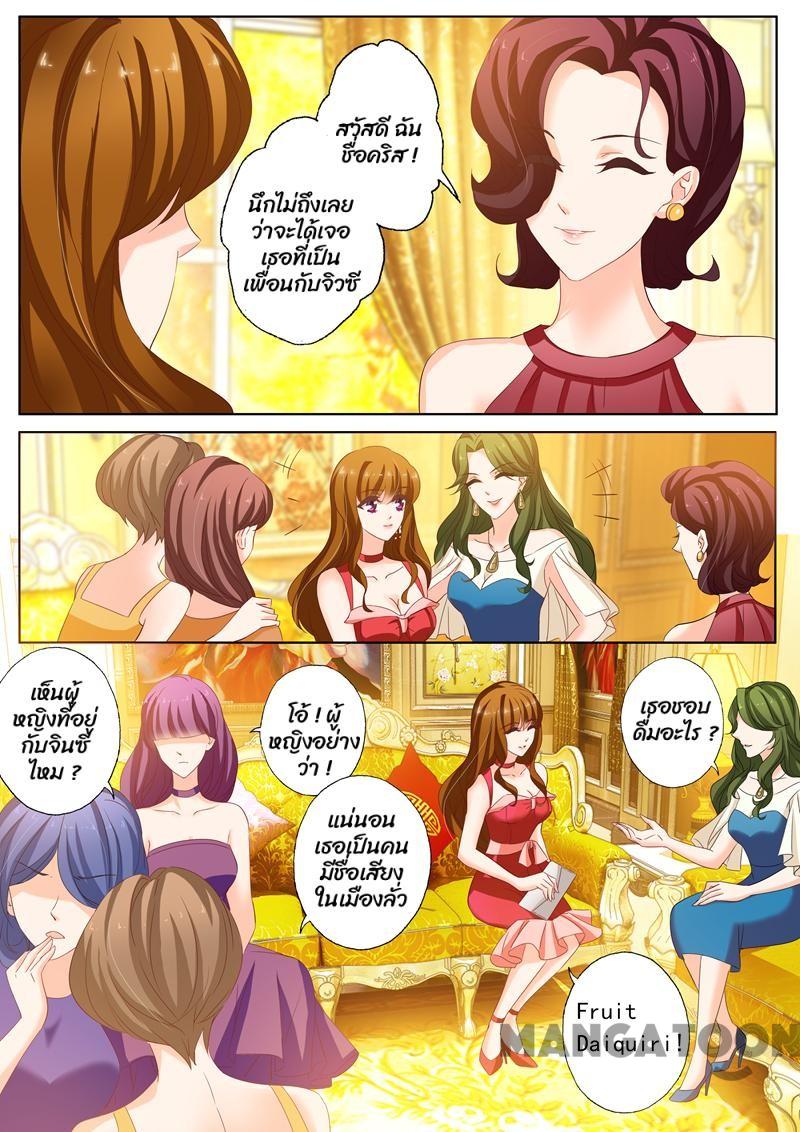 สวัสดี ฉัน
ชื่อคริส !
นึกไม่ถึงเลย
ว่าจะได้เจอ
เธอที่เป็น
เพื่อนกับจิวซี
เห็นผู้
หญิงที่อยู่
กับจินซี
ไหม ?
โอ้ ! ผู้
หญิงอย่าง
ว่า !
แน่นอน
เธอเป็นคน
มีชื่อเสียง
ในเมืองลั่ว
เธอชอบ
ดื่มอะไร ?
Fruit
Daiquiri!
MANGATOON